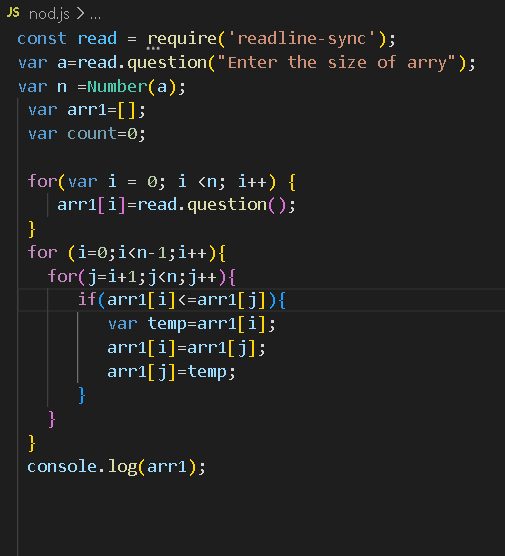 JS nod.js > ...
const read = require('readline-sync');
var a=read.question("Enter the size of arry");
var n =Number(a);
var arr1=[];
var count=0;
for(var i = 0; i <n; i++) {
arr1[i]=read.question();
}
for (i=0;i<n-1;i++){
for(j=i+1;j<n;j++){
if(arr1[i]<=arr1[j]){
var temp=arr1[i];
arr1[i]=arr1[j];
arr1[j]=temp;
}
}
}
console.log(arr1);